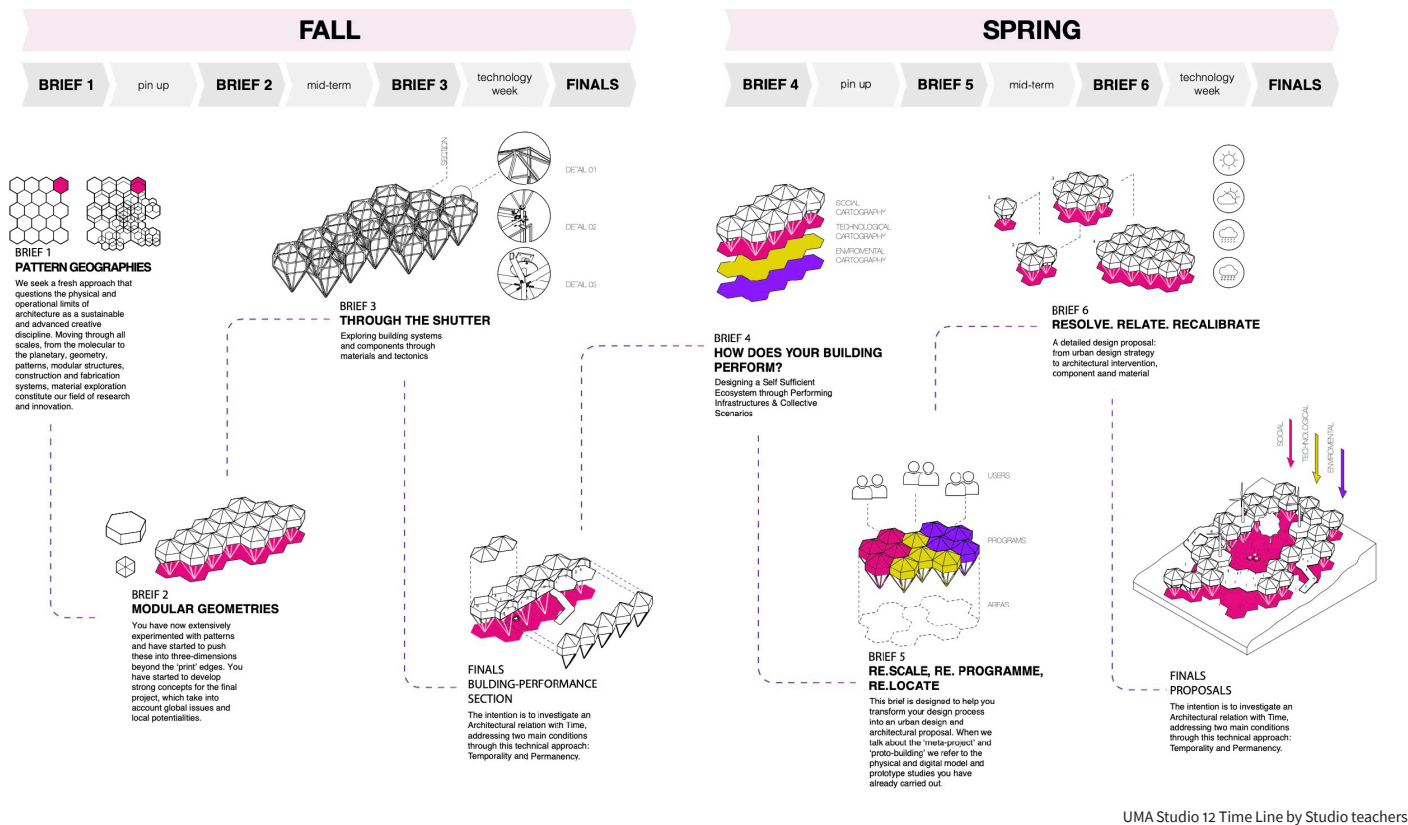 FALL
BRIEF 1
pin up
BRIEF 2
mid-term
BRIEF 3
technology
week
FINALS
SPRING
BRIEF 4
pin up
BRIEF 5
mid-term
BRIEF 6
technology
week
FINALS
BRIEF 1
PATTERN GEOGRAPHIES
We seek a fresh approach that
questions the physical and
operational limits of
architecture as a sustainable
and advanced creative
discipline. Moving through all
scales, from the molecular to
the planetary, geometry,
patterns, modular structures,
construction and fabrication
systems, material exploration
constitute our field of research
and innovation.
BREIF 2
MODULAR GEOMETRIES
You have now extensively
experimented with patterns
and have started to push
these into three-dimensions
beyond the 'print' edges. You
have started to develop
strong concepts for the final
project, which take into
account global issues and
local potentialities.
SECTION
DETAIL 01
DETAIL 02
DETAIL 03
BRIEF 3
THROUGH THE SHUTTER
Exploring building systems
and components through
materials and tectonics
FINALS
BULDING-PERFORMANCE
SECTION
The intention is to investigate an
Architectural relation with Time,
addressing two main conditions
through this technical approach:
Temporality and Permanency.
SOCIAL
CARTOGRAPHY
TECHNOLOGICAL
CARTOGRAPHY
ENVIROMENTAL
CARTOGRAPHY
BRIEF 4
HOW DOES YOUR BUILDING
PERFORM?
Designing a Self Sufficient
Ecosystem through Performing
Infrastructures & Collective
Scenarios
USERS
PROGRAMS
AREAS
BRIEF 5
RE.SCALE, RE. PROGRAMME,
RE.LOCATE
This brief is designed to help you
transform your design process
into an urban design and
architectural proposal. When we
talk about the 'meta-project' and
'proto-building' we refer to the
physical and digital model and
prototype studies you have
already carried out
1
2
3
4
BRIEF 6
RESOLVE. RELATE. RECALIBRATE
A detailed design proposal:
from urban design strategy
to architectural intervention,
component aand material
SOCIAL
TECHNOLOGICAL
ENVIROMENTAL
FINALS
PROPOSALS
The intention is to investigate an
Architectural relation with Time,
addressing two main conditions
through this technical approach:
Temporality and Permanency.
UMA Studio 12 Time Line by Studio teachers